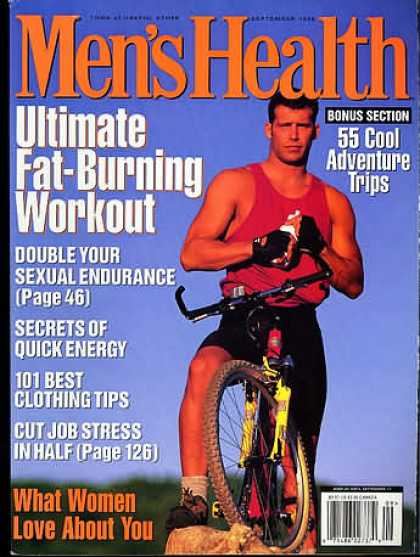 SEPTEMBER
Men's Health
BONUS SECTION
55 Cool
Adventure
Trips
Ultimate
Fat-Burning
Workout
DOUBLE YOUR
SEXUAL ENDURANCE
(Page 46)
SECRETS OF
QUICK ENERGY
101 BEST
CLOTHING TIPS
CUT JOB STRESS
IN HALF (Page 126)
What Women
Love About You